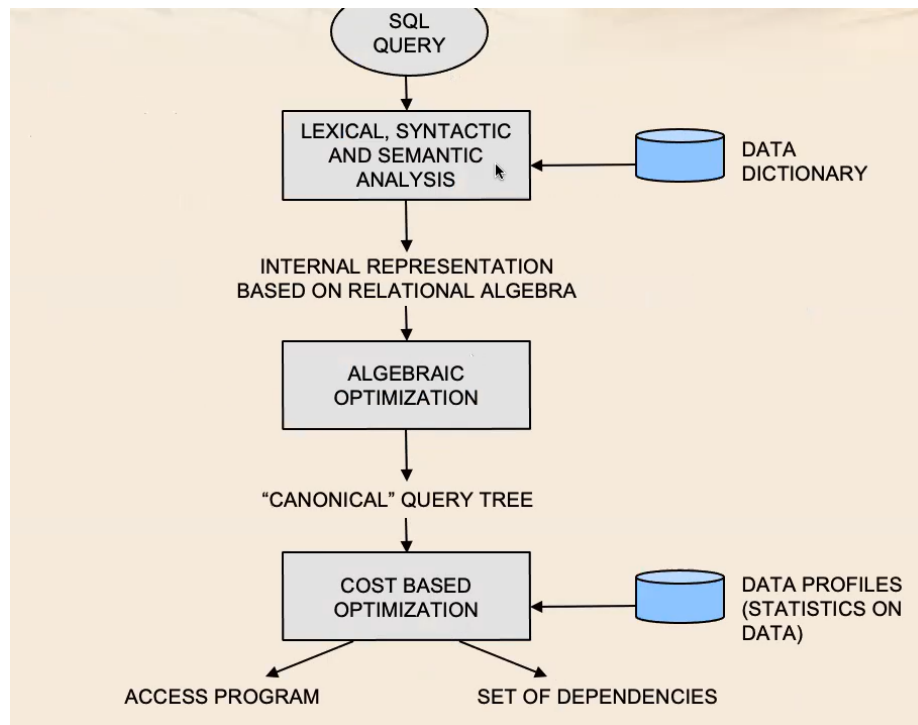 SQL
QUERY
LEXICAL, SYNTACTIC
AND SEMANTIC
ANALYSIS
DATA
DICTIONARY
INTERNAL REPRESENTATION
BASED ON RELATIONAL ALGEBRA
ALGEBRAIC
OPTIMIZATION
“CANONICAL” QUERY TREE
COST BASED
OPTIMIZATION
DATA PROFILES
(STATISTICS ON
DATA)
ACCESS PROGRAM
SET OF DEPENDENCIES